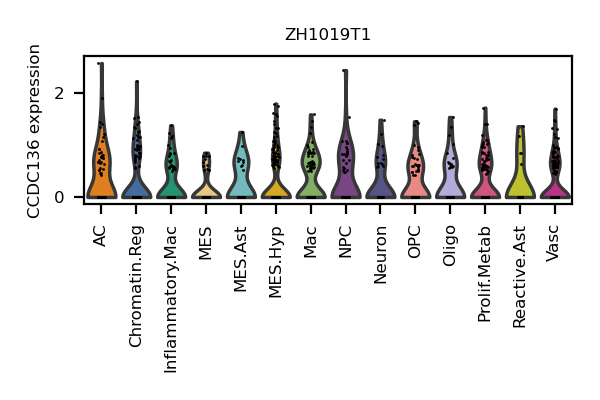 ZH1019T1
CCDC136 expression
2
0
AC
Chromatin.Reg
Inflammatory.Mac
MES
MES.Ast
MES.Hyp
Mac
NPC
Neuron
OPC
Oligo
Prolif.Metab
Reactive.Ast
Vasc